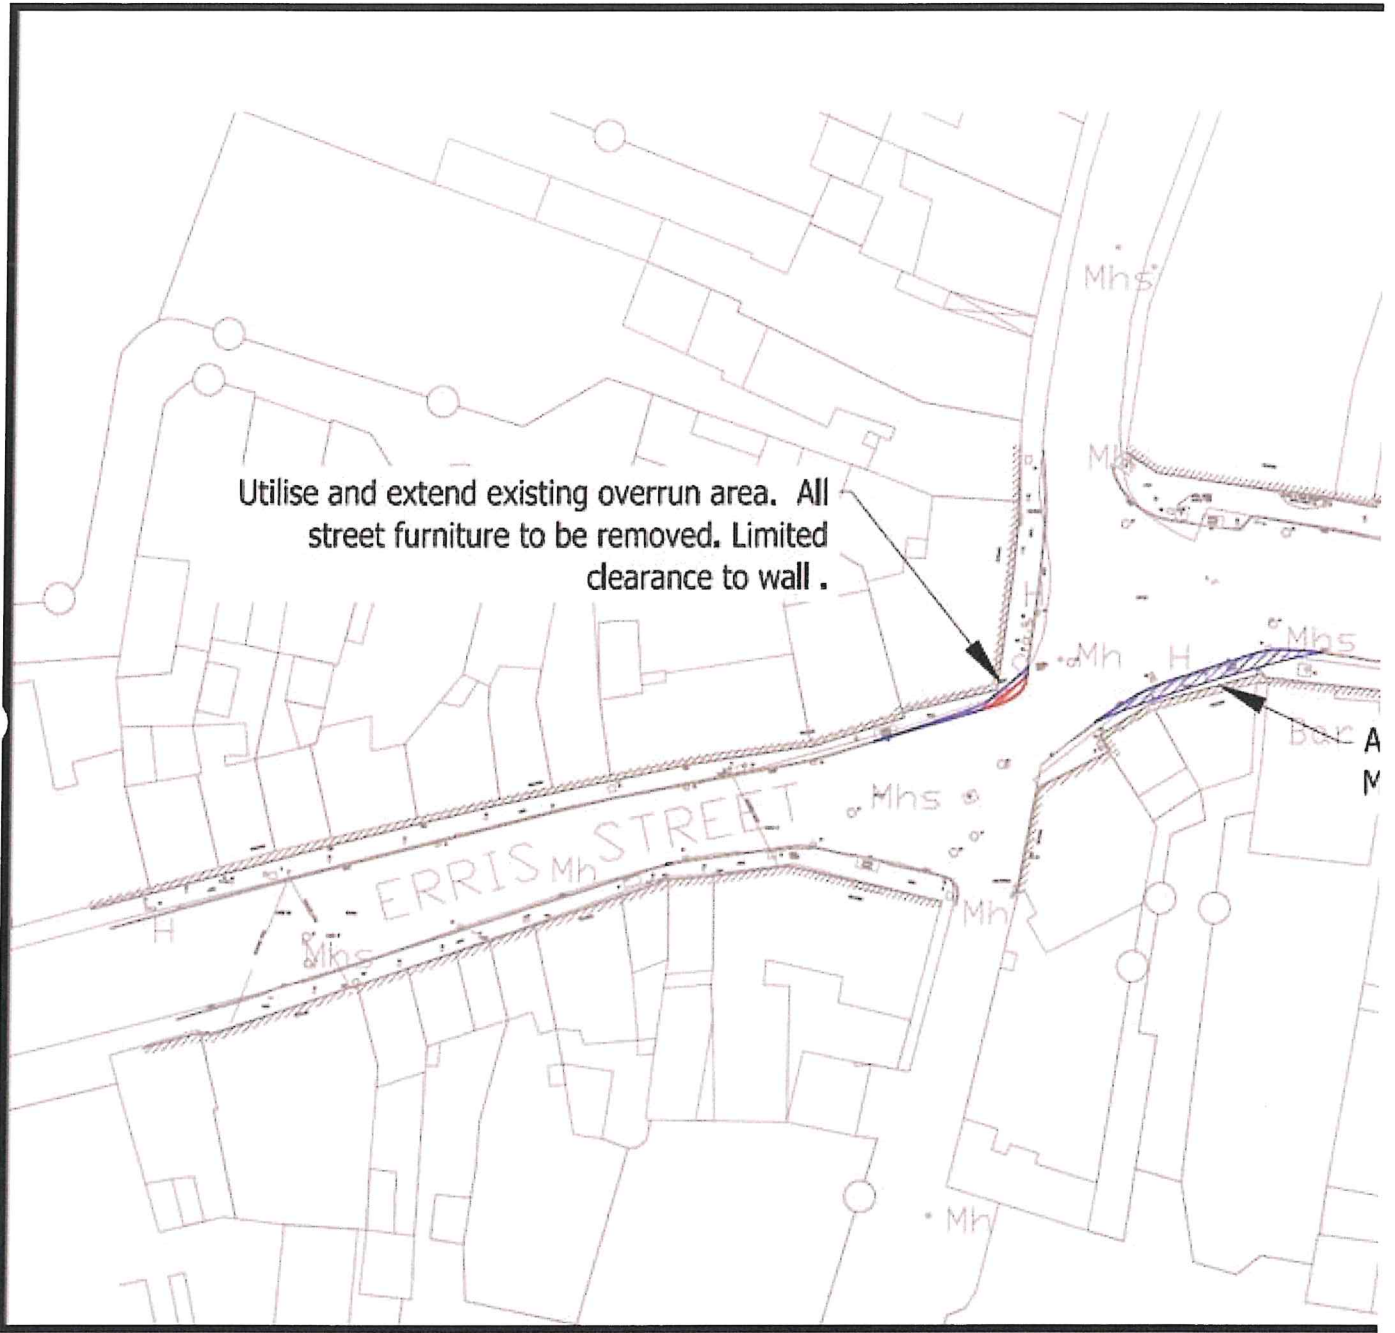 Mhs
Mh
Utilise and extend existing overrun area. All
street furniture to be removed. Limited
clearance to wall .
H
Mh
H
Mhs
Bar
A
M
Mhs
ERRIS STREET
Mh
Mh
H
Mhs
Mh